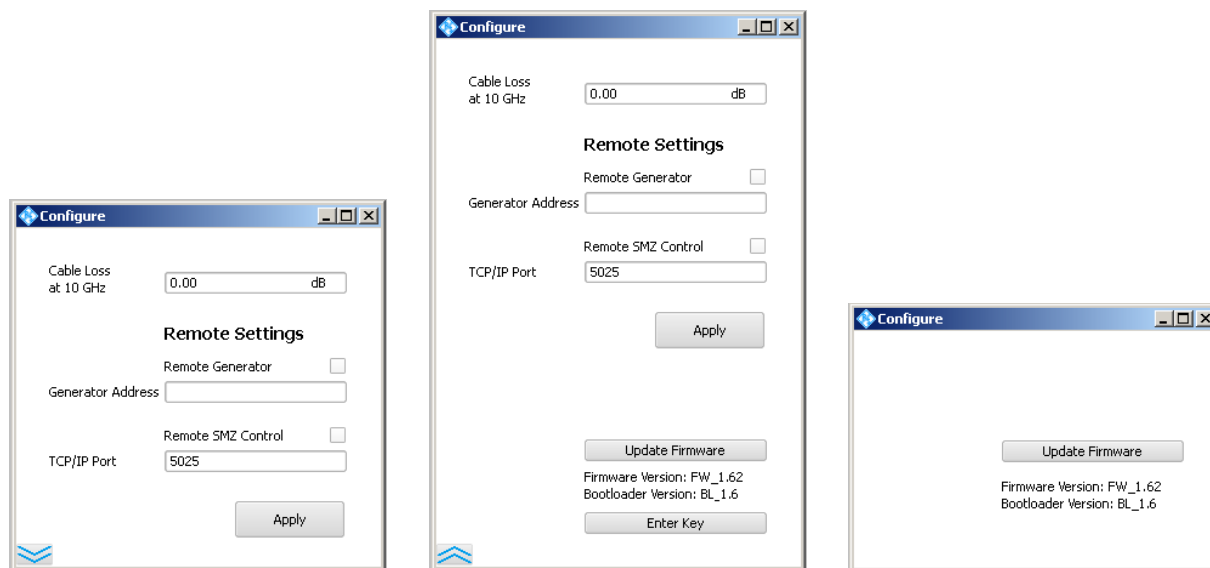 Configure
Cable Loss
at 10 GHz
0.00 dB
Remote Settings
Remote Generator
Generator Address
Remote SMZ Control
TCP/IP Port
5025
Apply
Configure
Cable Loss
at 10 GHz
0.00 dB
Remote Settings
Remote Generator
Generator Address
Remote SMZ Control
TCP/IP Port
5025
Apply
Update Firmware
Firmware Version: FW_1.62
Bootloader Version: BL_1.6
Enter Key
Configure
Update Firmware
Firmware Version: FW_1.62
Bootloader Version: BL_1.6